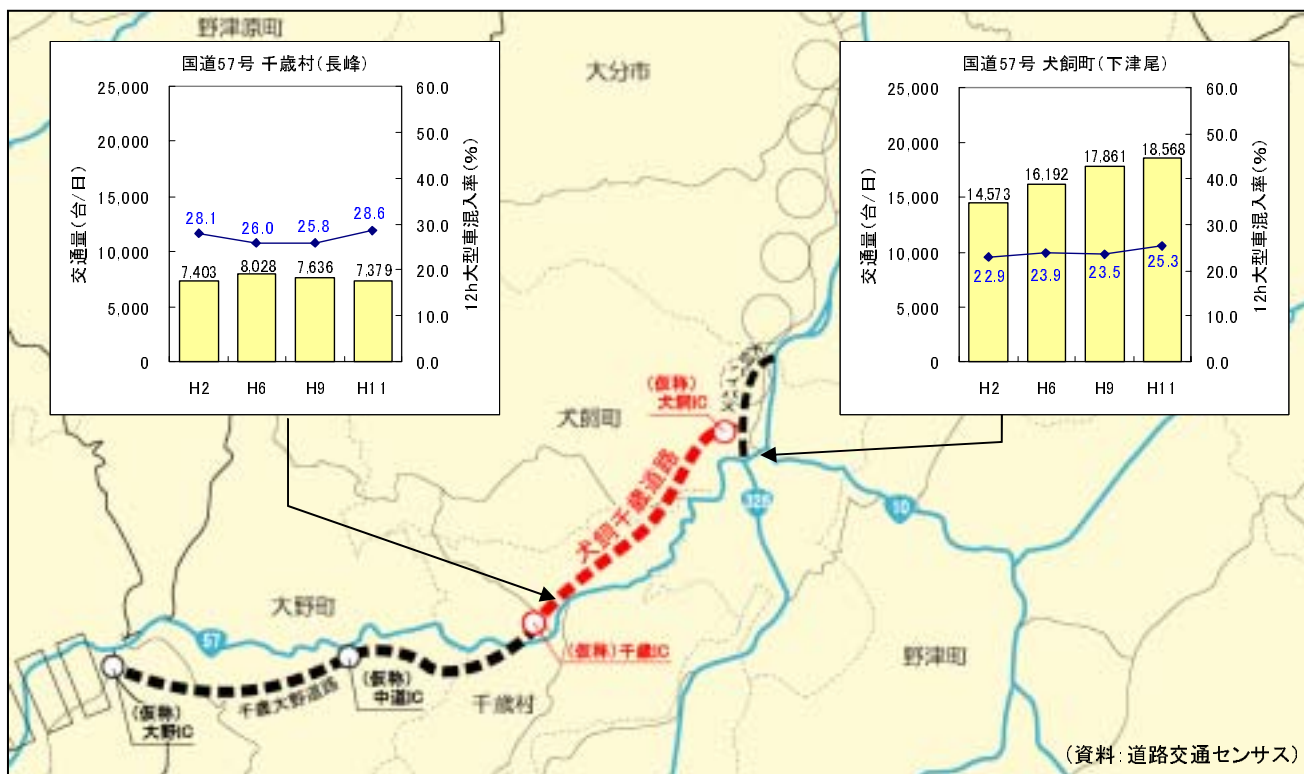 野津原町
大分市
国道57号 千歳村(長峰)
交通量(台/日)
12h大型車混入率(%)
25,000
20,000
15,000
10,000
5,000
0
60.0
50.0
40.0
30.0
20.0
10.0
0.0
28.1
26.0
25.8
28.6
7,403
8,028
7,636
7,379
H2
H6
H9
H11
国道57号 犬飼町(下津尾)
交通量(台/日)
12h大型車混入率(%)
25,000
20,000
15,000
10,000
5,000
0
60.0
50.0
40.0
30.0
20.0
10.0
0.0
14,573
16,192
17,861
18,568
22.9
23.9
23.5
25.3
H2
H6
H9
H11
(仮称)
犬飼IC
犬飼町
犬飼千歳道路
326
10
大野町
57
(仮称)千歳IC
野津町
(仮称)
中道IC
千歳大野道路
千歳村
(仮称)
大野IC
(資料:道路交通センサス)